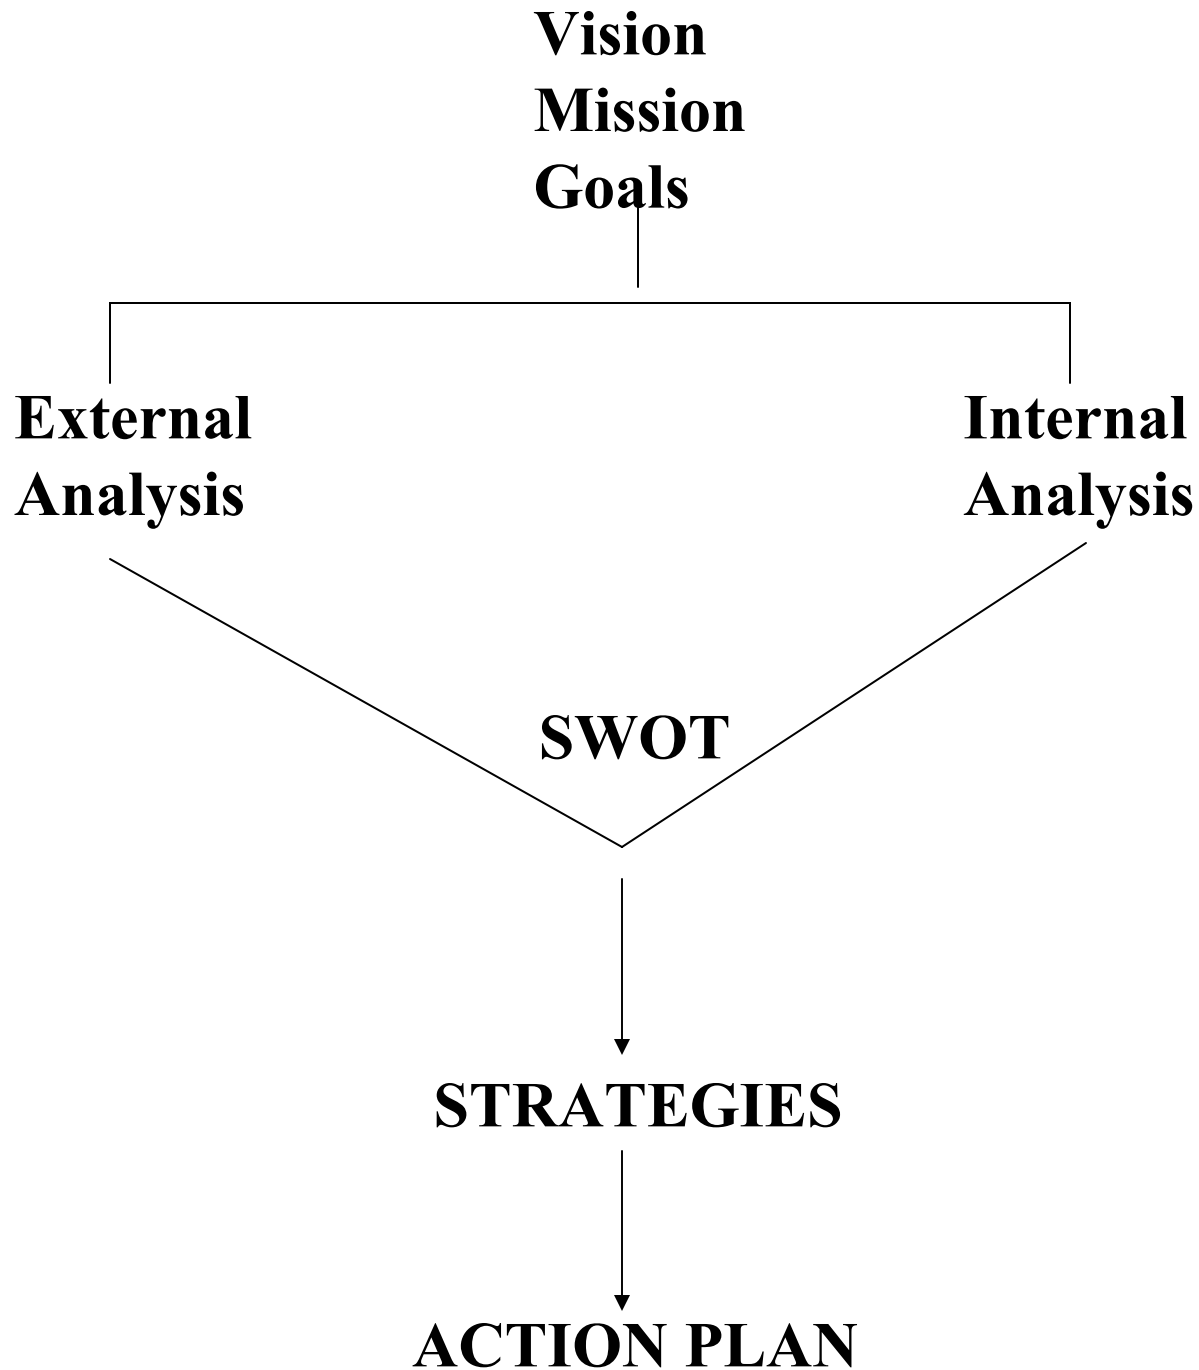 Vision
Mission
Goals
External
Analysis
Internal
Analysis
SWOT
STRATEGIES
ACTION PLAN